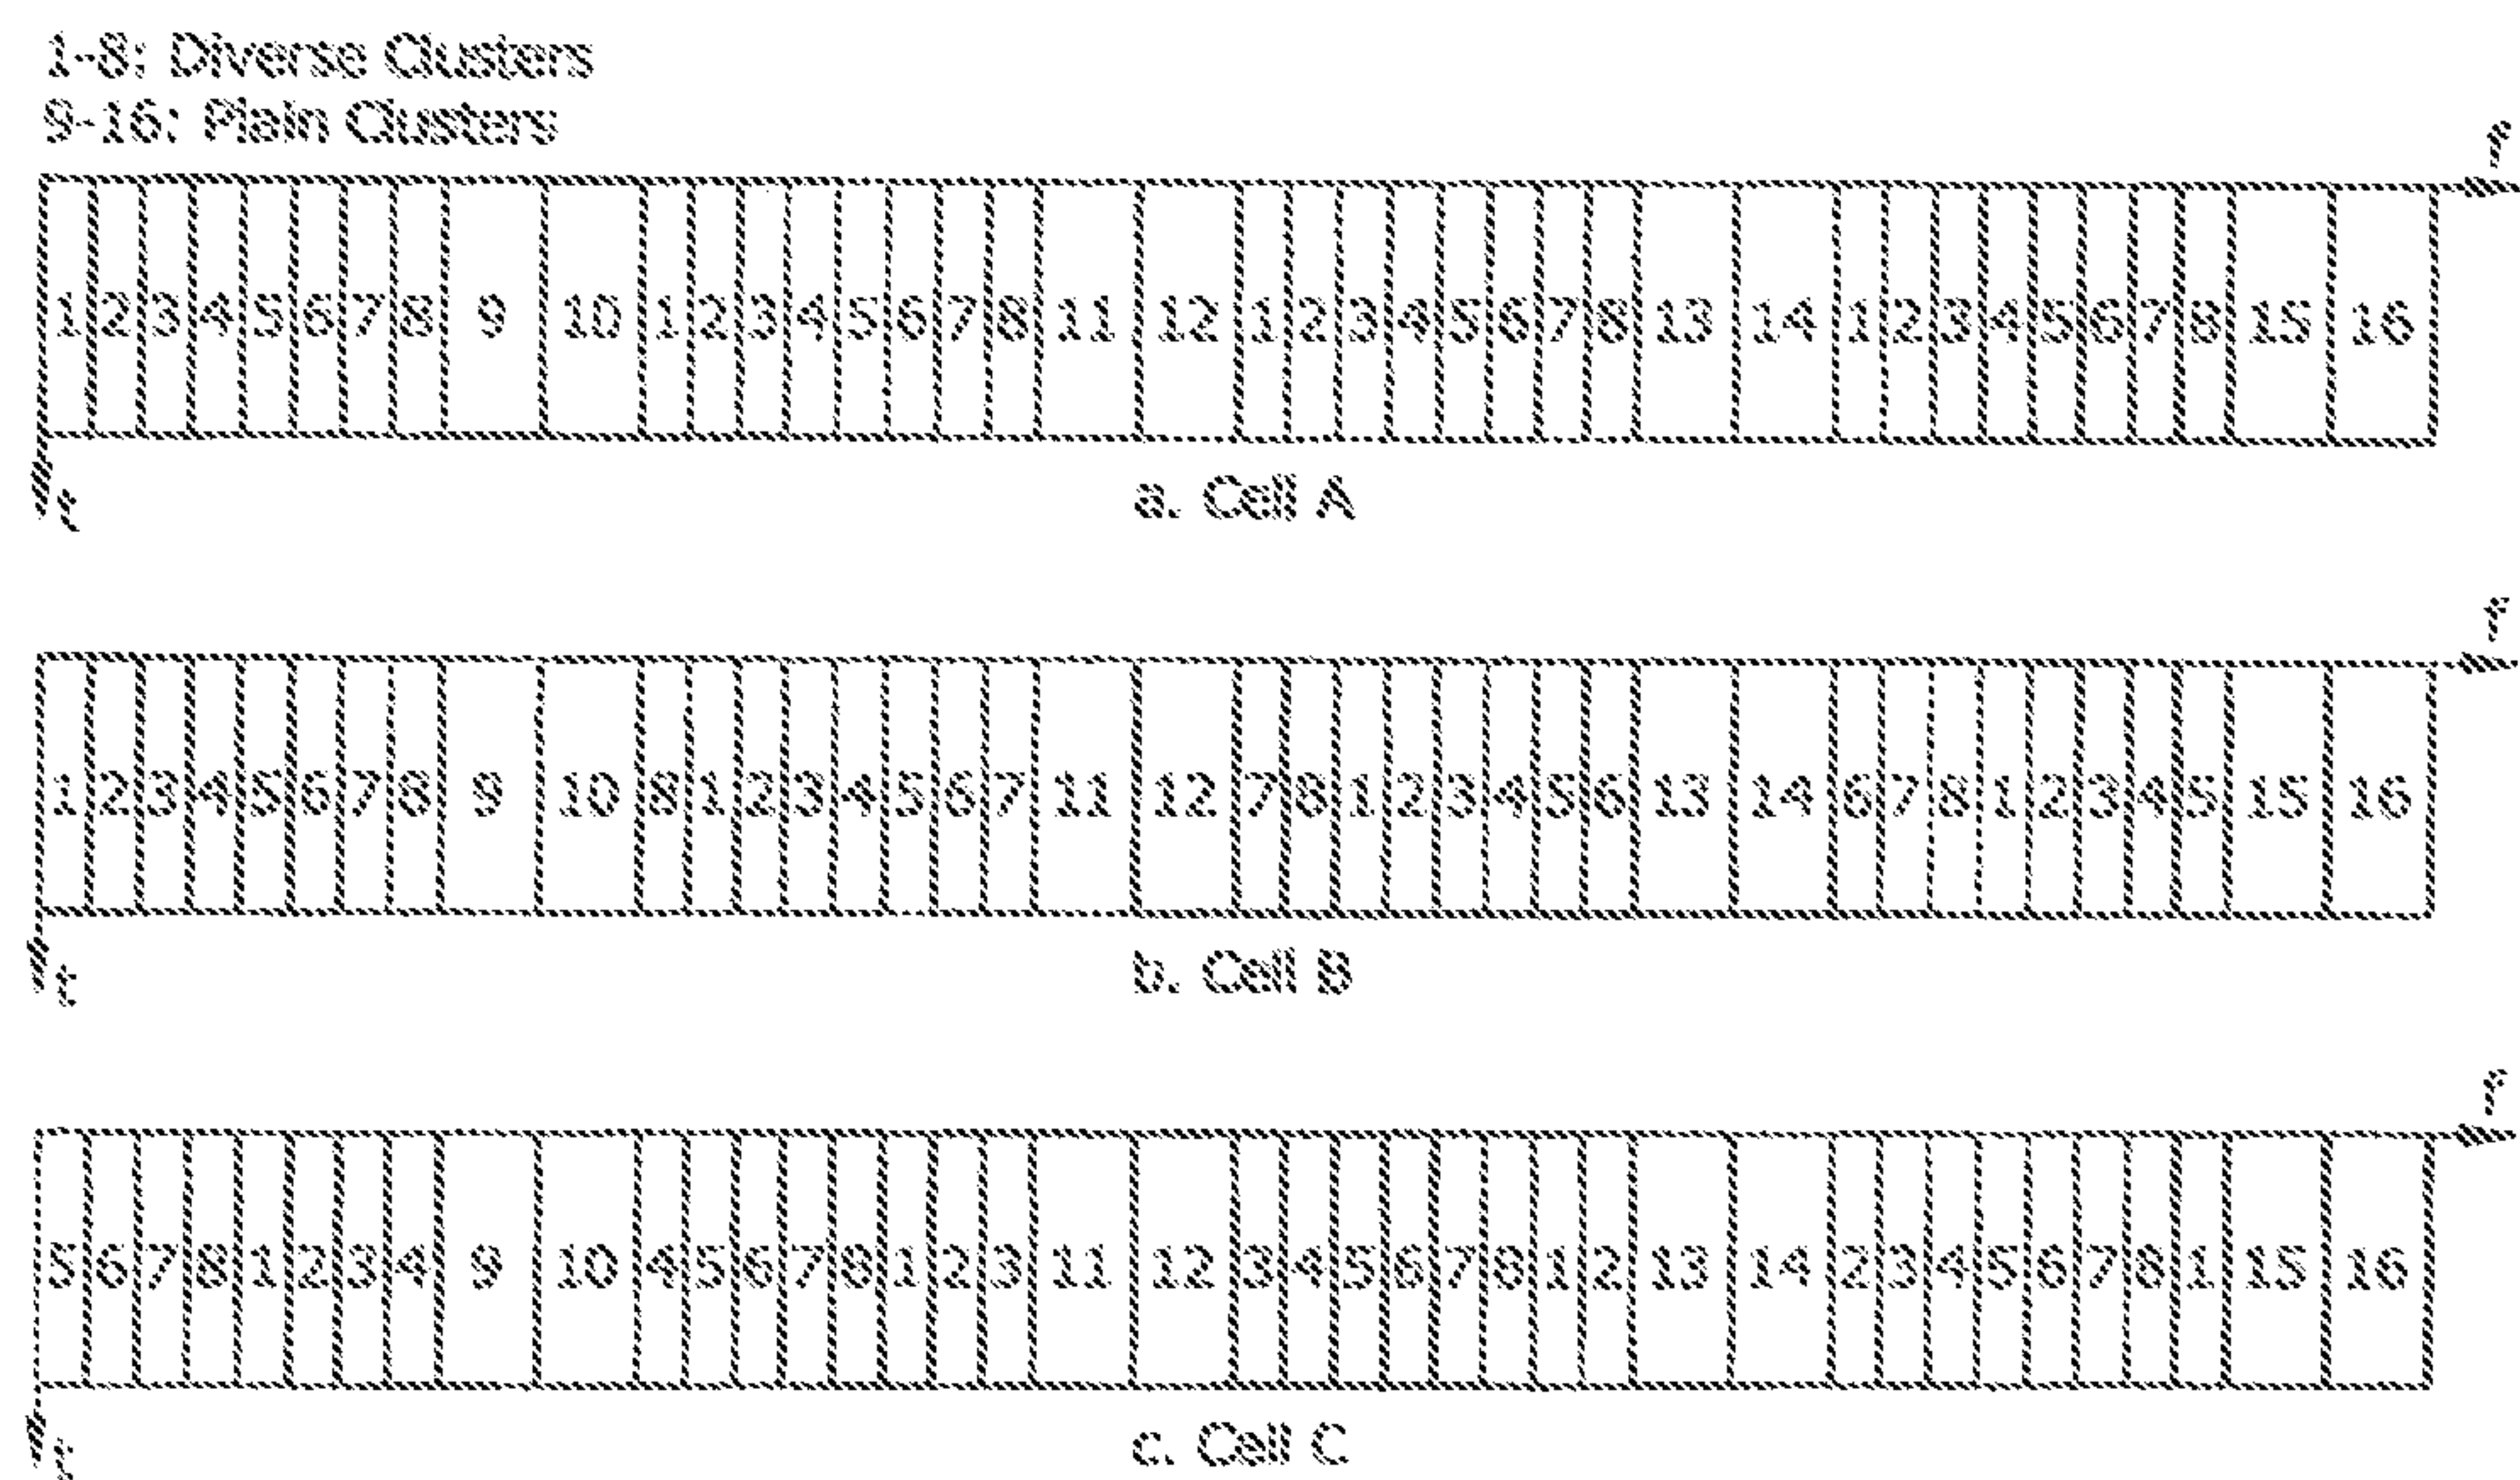 1-8: Diverse Clusters
9-16: Plain Clusters
f
1 2 3 4 5 6 7 8 9 10 1 2 3 4 5 6 7 8 11 12 1 2 3 4 5 6 7 8 13 14 1 2 3 4 5 6 7 8 15 16
t
a. Cell A
f
1 2 3 4 5 6 7 8 9 10 8 1 2 3 4 5 6 7 11 12 7 8 1 2 3 4 5 6 13 14 6 7 8 1 2 3 4 5 15 16
t
b. Cell B
f
5 6 7 8 1 2 3 4 9 10 4 5 6 7 8 1 2 3 11 12 3 4 5 6 7 8 1 2 13 14 2 3 4 5 6 7 8 1 15 16
t
c. Cell C